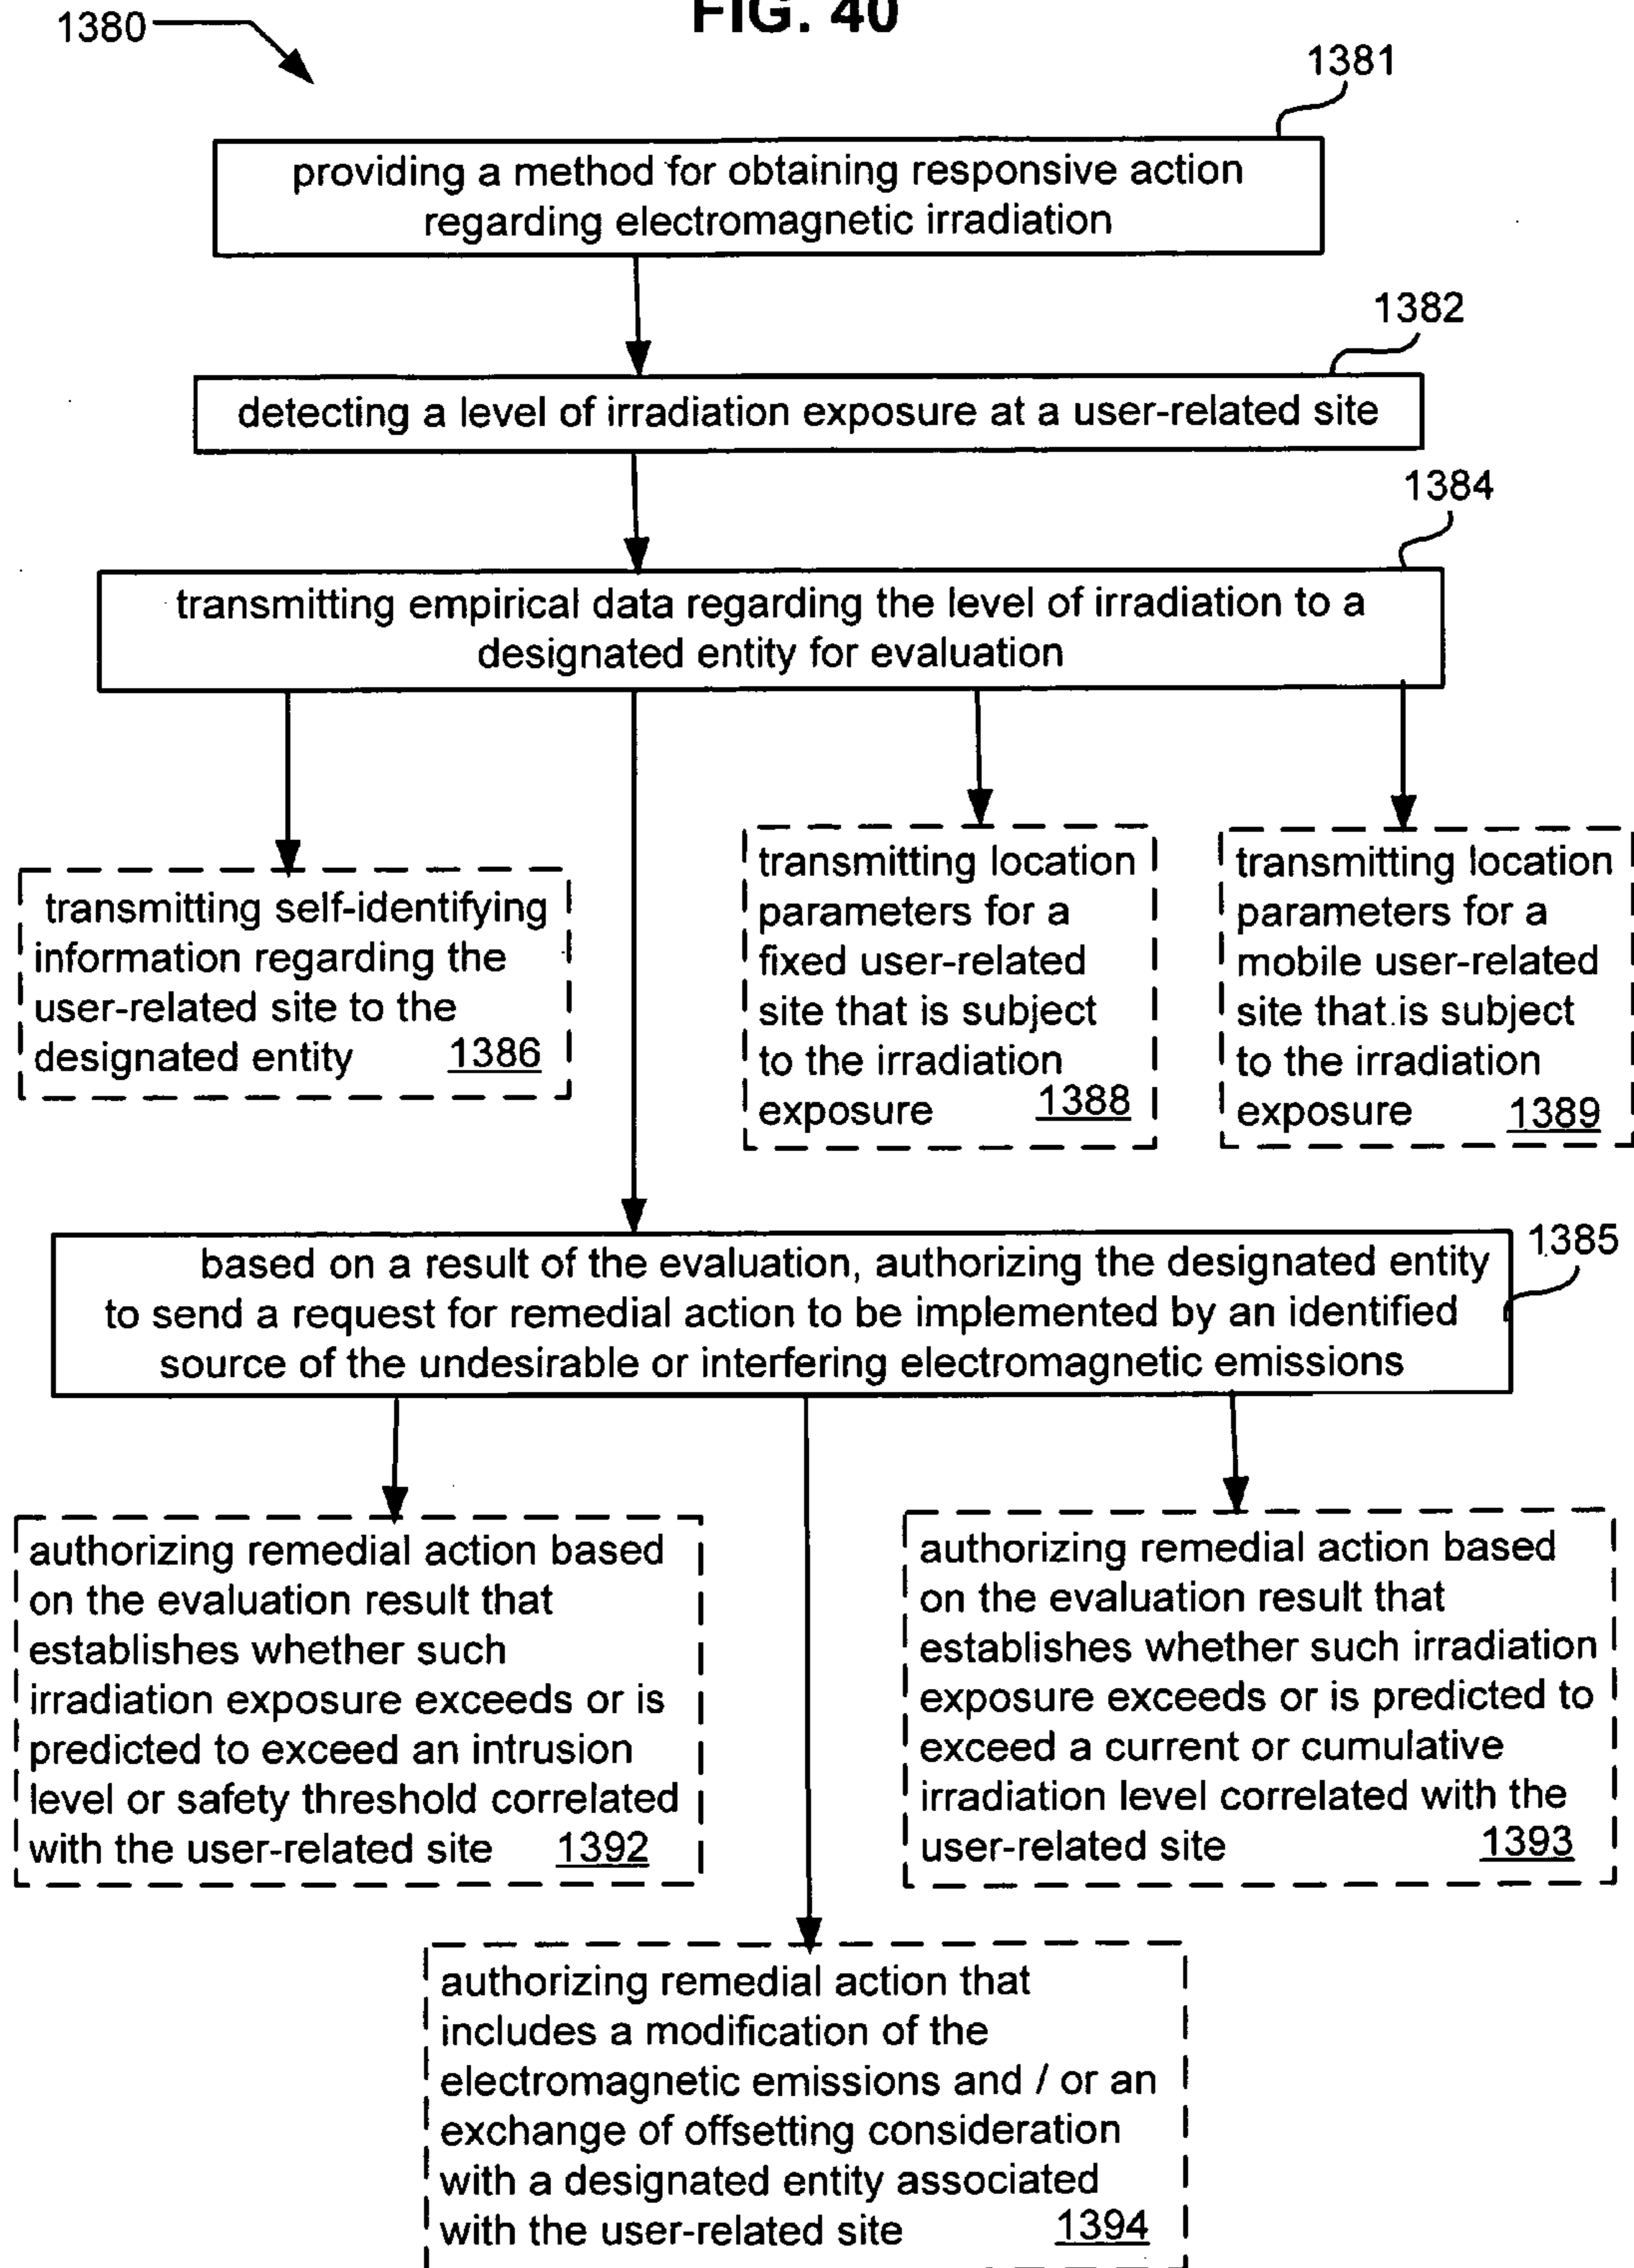 FIG. 40
1380
1381
providing a method for obtaining responsive action
regarding electromagnetic irradiation
1382
detecting a level of irradiation exposure at a user-related site
1384
transmitting empirical data regarding the level of irradiation to a
designated entity for evaluation
transmitting self-identifying
information regarding the
user-related site to the
designated entity 1386
transmitting location
parameters for a
fixed user-related
site that is subject
to the irradiation
exposure 1388
transmitting location
parameters for a
mobile user-related
site that is subject
to the irradiation
exposure 1389
1385
based on a result of the evaluation, authorizing the designated entity
to send a request for remedial action to be implemented by an identified
source of the undesirable or interfering electromagnetic emissions
authorizing remedial action based
on the evaluation result that
establishes whether such
irradiation exposure exceeds or is
predicted to exceed an intrusion
level or safety threshold correlated
with the user-related site 1392
authorizing remedial action based
on the evaluation result that
establishes whether such irradiation
exposure exceeds or is predicted to
exceed a current or cumulative
irradiation level correlated with the
user-related site 1393
authorizing remedial action that
includes a modification of the
electromagnetic emissions and / or an
exchange of offsetting consideration
with a designated entity associated
with the user-related site 1394